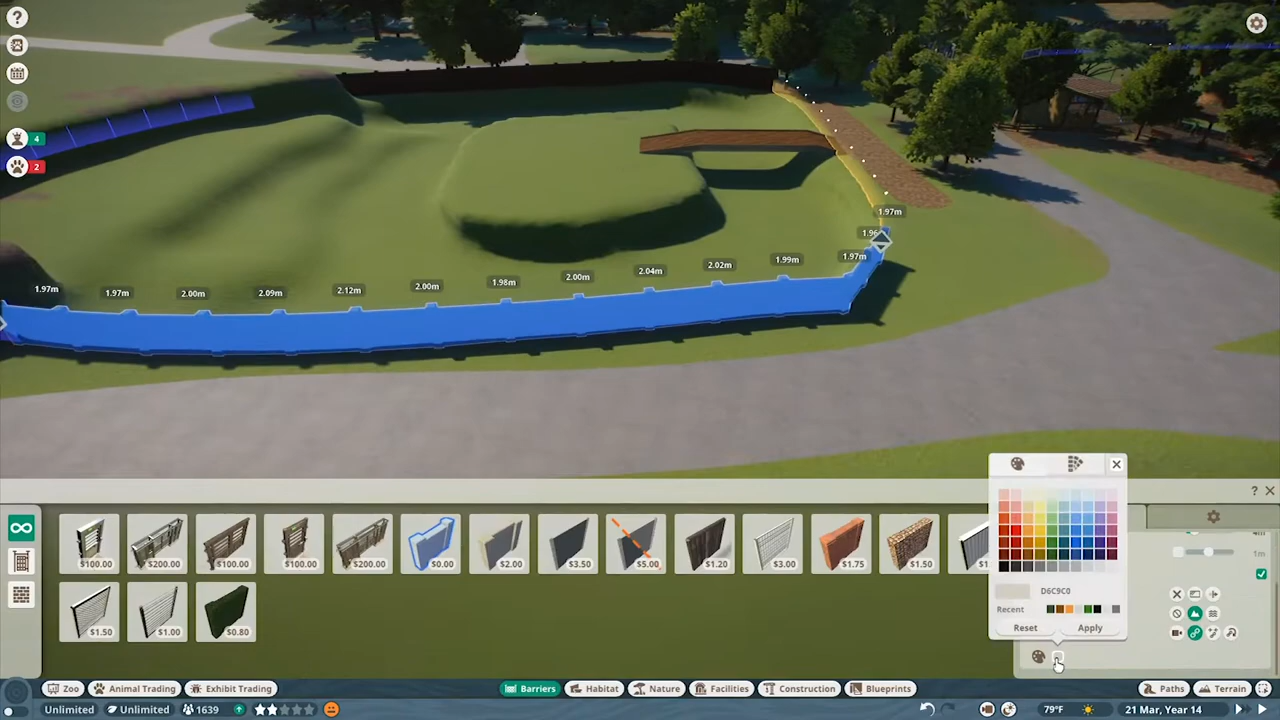 ?
4
2
1.97m
1.96
1.97m
1.99m
2.02m
2.04m
2.00m
1.98m
2.00m
2.12m
2.09m
2.00m
1.97m
1.97m
? ×
$100.00 $200.00 $100.00 $100.00 $200.00 $0.00 $2.00 $3.50 $5.00 $1.20 $3.00 $1.75 $1.50
$1.50 $1.00 $0.80
4m
1m
D6C9C0
Recent
Reset Apply
Zoo Animal Trading Exhibit Trading Barriers Habitat Nature Facilities Construction Blueprints Paths Terrain
Unlimited Unlimited 1639 79°F 21 Mar, Year 14